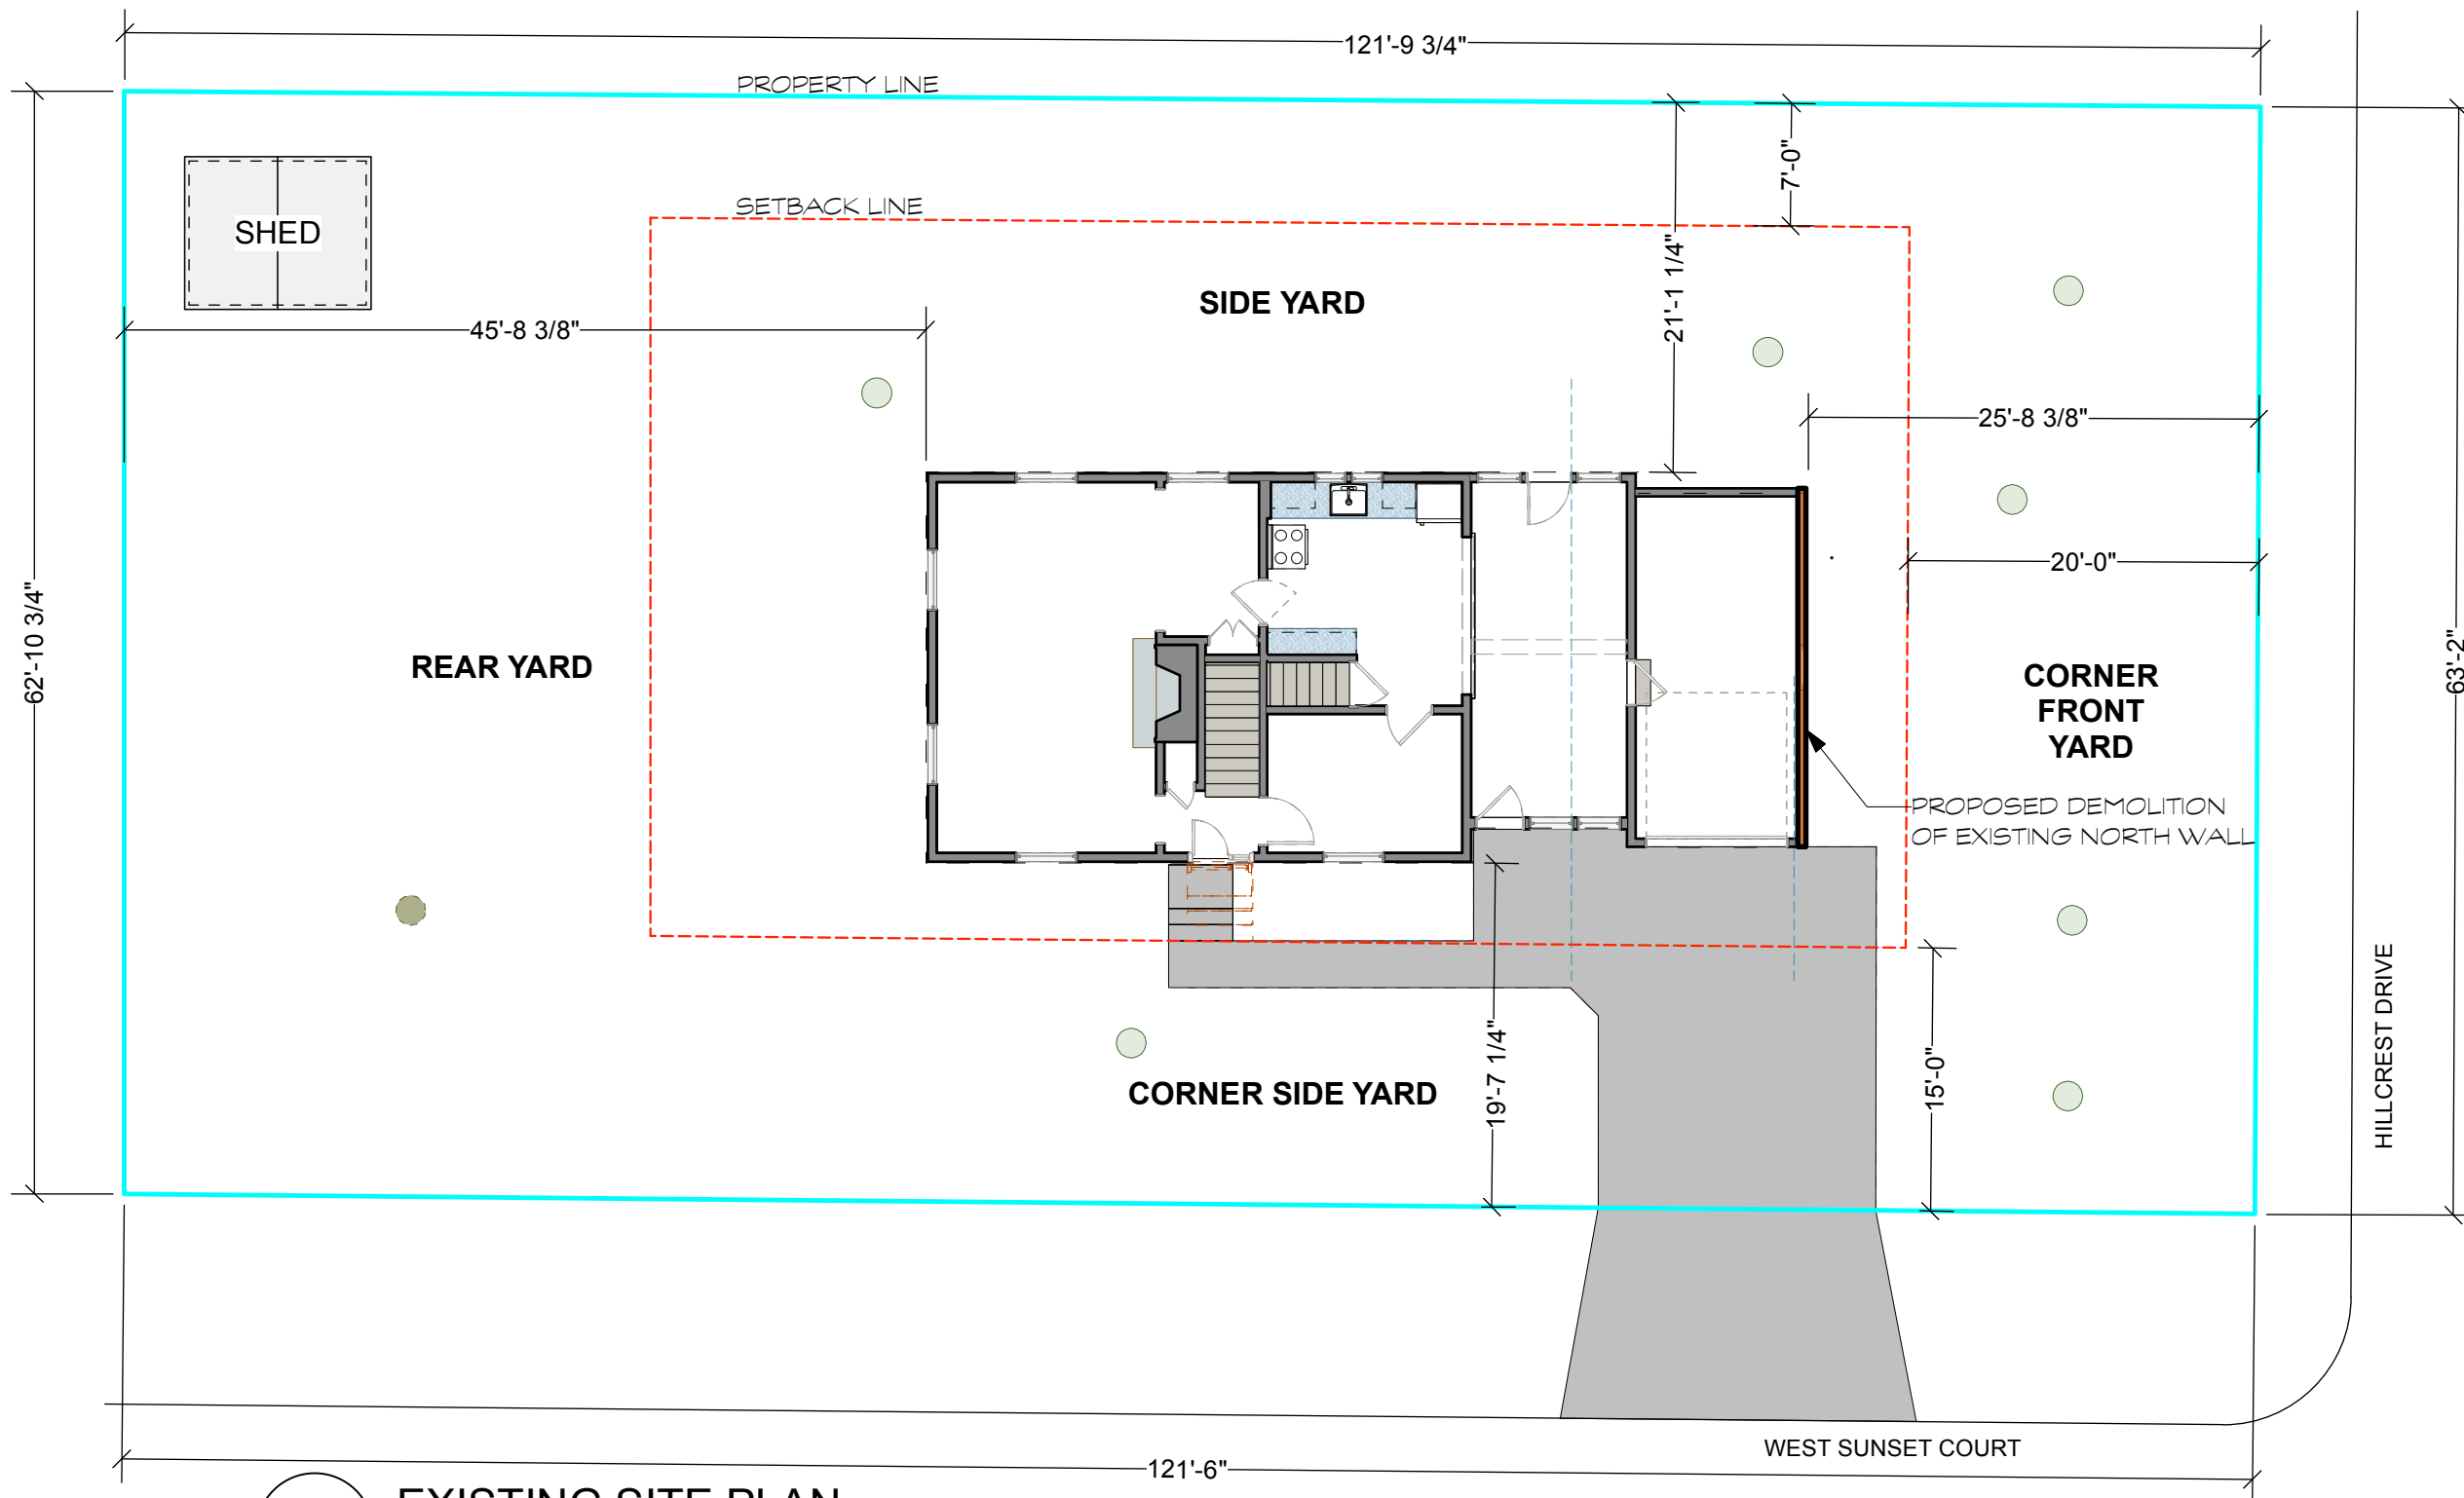 121'-9 3/4"
PROPERTY LINE
7'-0"
SETBACK LINE
SHED
21'-1 1/4"
SIDE YARD
45'-8 3/8"
25'-8 3/8"
20'-0"
62'-10 3/4"
REAR YARD
63'-2"
CORNER
FRONT
YARD
PROPOSED DEMOLITION
OF EXISTING NORTH WALL
HILLCREST DRIVE
19'-7 1/4"
15'-0"
CORNER SIDE YARD
WEST SUNSET COURT
121'-6"
EXISTING SITE PLAN